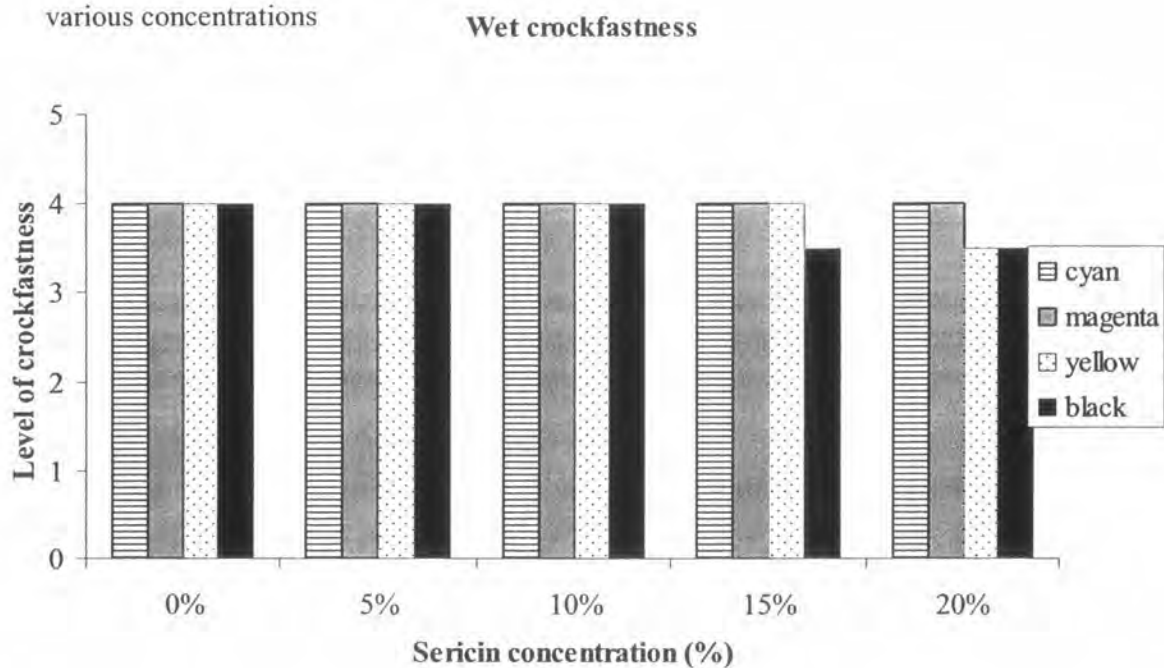 various concentrations
Wet crockfastness
Level of crockfastness
5
4
3
2
1
0
0% 5% 10% 15% 20%
Sericin concentration (%)
cyan
magenta
yellow
black